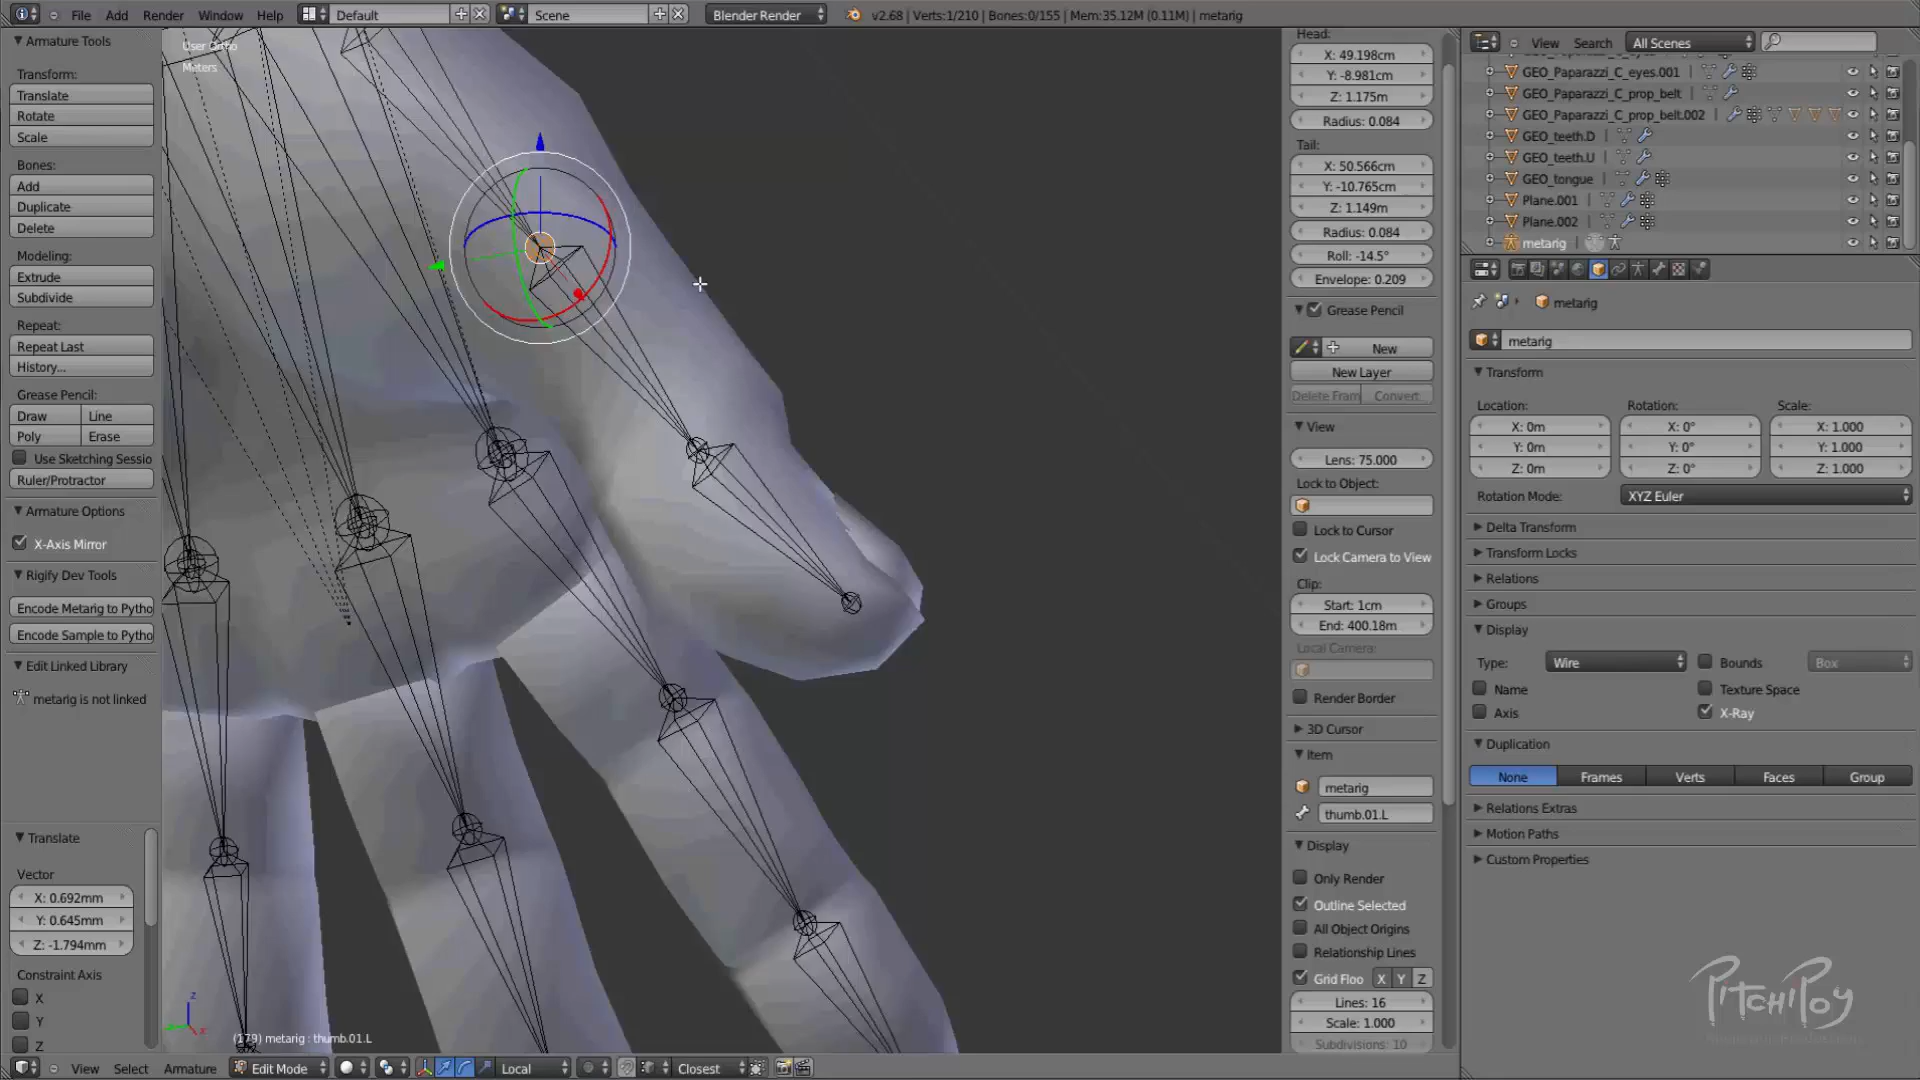 File Add Render Window Help Default Scene Blender Render v2.68 | Verts:1/210 | Bones:0/155 | Mem:35.12M (0.11M) | metarig
Armature Tools
Transform:
Translate
Rotate
Scale
Bones:
Add
Duplicate
Delete
Modeling:
Extrude
Subdivide
Repeat:
Repeat Last
History...
Grease Pencil:
Draw Line
Poly Erase
Use Sketching Sessio
Ruler/Protractor
Armature Options
X-Axis Mirror
Rigify Dev Tools
Encode Metarig to Pytho
Encode Sample to Pytho
Edit Linked Library
metarig is not linked
Translate
Vector
X: 0.692mm
Y: 0.645mm
Z: -1.794mm
Constraint Axis
X
Y
Z
User Ortho
Meters
z
x
(179) metarig : thumb.01.L
View Select Armature Edit Mode Local Closest
Head:
X: 49.198cm
Y: -8.981cm
Z: 1.175m
Radius: 0.084
Tail:
X: 50.566cm
Y: -10.765cm
Z: 1.149m
Radius: 0.084
Roll: -14.5°
Envelope: 0.209
Grease Pencil
New
New Layer
Delete Fram Convert
View
Lens: 75.000
Lock to Object:
Lock to Cursor
Lock Camera to View
Clip:
Start: 1cm
End: 400.18m
Local Camera:
Render Border
3D Cursor
Item
metarig
thumb.01.L
Display
Only Render
Outline Selected
All Object Origins
Relationship Lines
Grid Floo X Y Z
Lines: 16
Scale: 1.000
Subdivisions: 10
View Search All Scenes
GEO_Paparazzi_C_eyes.001
GEO_Paparazzi_C_prop_belt
GEO_Paparazzi_C_prop_belt.002
GEO_teeth.D
GEO_teeth.U
GEO_tongue
Plane.001
Plane.002
metarig
metarig
metarig
Transform
Location: Rotation: Scale:
X: 0m X: 0° X: 1.000
Y: 0m Y: 0° Y: 1.000
Z: 0m Z: 0° Z: 1.000
Rotation Mode: XYZ Euler
Delta Transform
Transform Locks
Relations
Groups
Display
Type: Wire Bounds Box
Name Texture Space
Axis X-Ray
Duplication
None Frames Verts Faces Group
Relations Extras
Motion Paths
Custom Properties
PitchiPoy